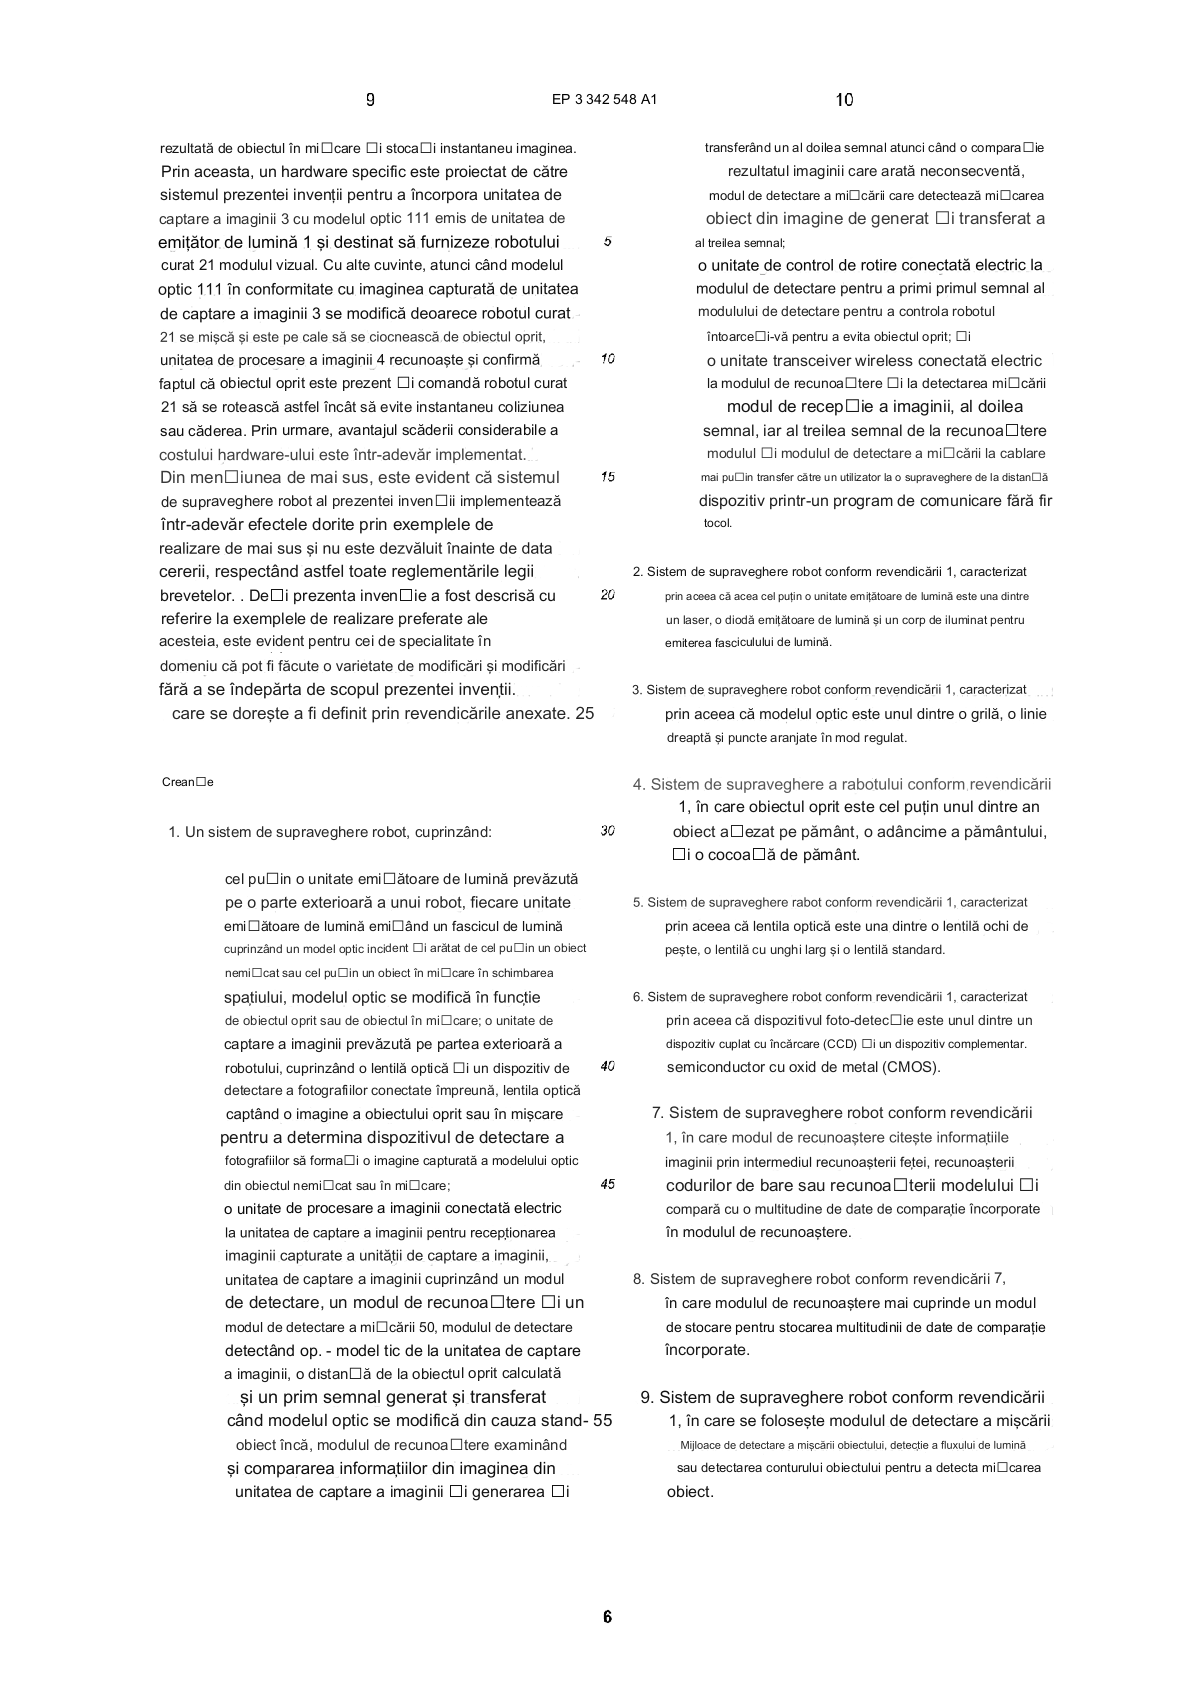 9
EP 3 342 548 A1
10
rezultată de obiectul în mi□care □i stoca□i instantaneu imaginea.
Prin aceasta, un hardware specific este proiectat de către
sistemul prezentei invenții pentru a încorpora unitatea de
captare a imaginii 3 cu modelul optic 111 emis de unitatea de
emițător de lumină 1 și destinat să furnizeze robotului
curat 21 modulul vizual. Cu alte cuvinte, atunci când modelul
optic 111 în conformitate cu imaginea capturată de unitatea
de captare a imaginii 3 se modifică deoarece robotul curat
21 se mișcă și este pe cale să se ciocnească de obiectul oprit,
unitatea de procesare a imaginii 4 recunoaște și confirmă
faptul că obiectul oprit este prezent □i comandă robotul curat
21 să se rotească astfel încât să evite instantaneu coliziunea
sau căderea. Prin urmare, avantajul scăderii considerabile a
costului hardware-ului este într-adevăr implementat.
Din men□iunea de mai sus, este evident că sistemul
de supraveghere robot al prezentei inven□ii implementează
într-adevăr efectele dorite prin exemplele de
realizare de mai sus și nu este dezvăluit înainte de data
cererii, respectând astfel toate reglementările legii
brevetelor. . De□i prezenta inven□ie a fost descrisă cu
referire la exemplele de realizare preferate ale
acesteia, este evident pentru cei de specialitate în
domeniu că pot fi făcute o varietate de modificări și modificări
fără a se îndepărta de scopul prezentei invenții.
care se dorește a fi definit prin revendicările anexate. 25
Crean□e
1. Un sistem de supraveghere robot, cuprinzând:
cel pu□in o unitate emi□ătoare de lumină prevăzută
pe o parte exterioară a unui robot, fiecare unitate
emi□ătoare de lumină emi□ând un fascicul de lumină
cuprinzând un model optic incident □i arătat de cel pu□in un obiect
nemi□cat sau cel pu□in un obiect în mi□care în schimbarea
spațiului, modelul optic se modifică în funcție
de obiectul oprit sau de obiectul în mi□care; o unitate de
captare a imaginii prevăzută pe partea exterioară a
robotului, cuprinzând o lentilă optică □i un dispozitiv de
detectare a fotografiilor conectate împreună, lentila optică
captând o imagine a obiectului oprit sau în mișcare
pentru a determina dispozitivul de detectare a
fotografiilor să forma□i o imagine capturată a modelului optic
din obiectul nemi□cat sau în mi□care;
o unitate de procesare a imaginii conectată electric
la unitatea de captare a imaginii pentru recepționarea
imaginii capturate a unității de captare a imaginii,
unitatea de captare a imaginii cuprinzând un modul
de detectare, un modul de recunoa□tere □i un
modul de detectare a mi□cării 50, modulul de detectare
detectând op. - model tic de la unitatea de captare
a imaginii, o distan□ă de la obiectul oprit calculată
și un prim semnal generat și transferat
când modelul optic se modifică din cauza stand- 55
obiect încă, modulul de recunoa□tere examinând
și compararea informațiilor din imaginea din
unitatea de captare a imaginii □i generarea □i
5
10
15
20
30
40
45
transferând un al doilea semnal atunci când o compara□ie
rezultatul imaginii care arată neconsecventă,
modul de detectare a mi□cării care detectează mi□carea
obiect din imagine de generat □i transferat a
al treilea semnal;
o unitate de control de rotire conectată electric la
modulul de detectare pentru a primi primul semnal al
modulului de detectare pentru a controla robotul
întoarce□i-vă pentru a evita obiectul oprit; □i
o unitate transceiver wireless conectată electric
la modulul de recunoa□tere □i la detectarea mi□cării
modul de recep□ie a imaginii, al doilea
semnal, iar al treilea semnal de la recunoa□tere
modulul □i modulul de detectare a mi□cării la cablare
mai pu□in transfer către un utilizator la o supraveghere de la distan□ă
dispozitiv printr-un program de comunicare fără fir
tocol.
2. Sistem de supraveghere robot conform revendicării 1, caracterizat
prin aceea că acea cel puțin o unitate emițătoare de lumină este una dintre
un laser, o diodă emițătoare de lumină și un corp de iluminat pentru
emiterea fasciculului de lumină.
3. Sistem de supraveghere robot conform revendicării 1, caracterizat
prin aceea că modelul optic este unul dintre o grilă, o linie
dreaptă și puncte aranjate în mod regulat.
4. Sistem de supraveghere a rabotului conform revendicării
1, în care obiectul oprit este cel puțin unul dintre an
obiect a□ezat pe pământ, o adâncime a pământului,
□i o cocoa□ă de pământ.
5. Sistem de supraveghere rabot conform revendicării 1, caracterizat
prin aceea că lentila optică este una dintre o lentilă ochi de
pește, o lentilă cu unghi larg și o lentilă standard.
6. Sistem de supraveghere robot conform revendicării 1, caracterizat
prin aceea că dispozitivul foto-detec□ie este unul dintre un
dispozitiv cuplat cu încărcare (CCD) □i un dispozitiv complementar.
semiconductor cu oxid de metal (CMOS).
7. Sistem de supraveghere robot conform revendicării
1, în care modul de recunoaștere citește informațiile
imaginii prin intermediul recunoașterii feței, recunoașterii
codurilor de bare sau recunoa□terii modelului □i
compară cu o multitudine de date de comparație încorporate
în modulul de recunoaștere.
8. Sistem de supraveghere robot conform revendicării 7,
în care modulul de recunoaștere mai cuprinde un modul
de stocare pentru stocarea multitudinii de date de comparație
încorporate.
9. Sistem de supraveghere robot conform revendicării
1, în care se folosește modulul de detectare a mișcării
Mijloace de detectare a mișcării obiectului, detecție a fluxului de lumină
sau detectarea conturului obiectului pentru a detecta mi□carea
obiect.
6